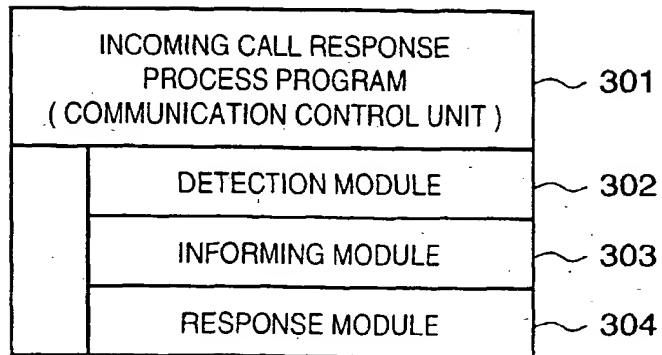 INCOMING CALL RESPONSE
PROCESS PROGRAM
( COMMUNICATION CONTROL UNIT )
301
DETECTION MODULE
302
INFORMING MODULE
303
RESPONSE MODULE
304